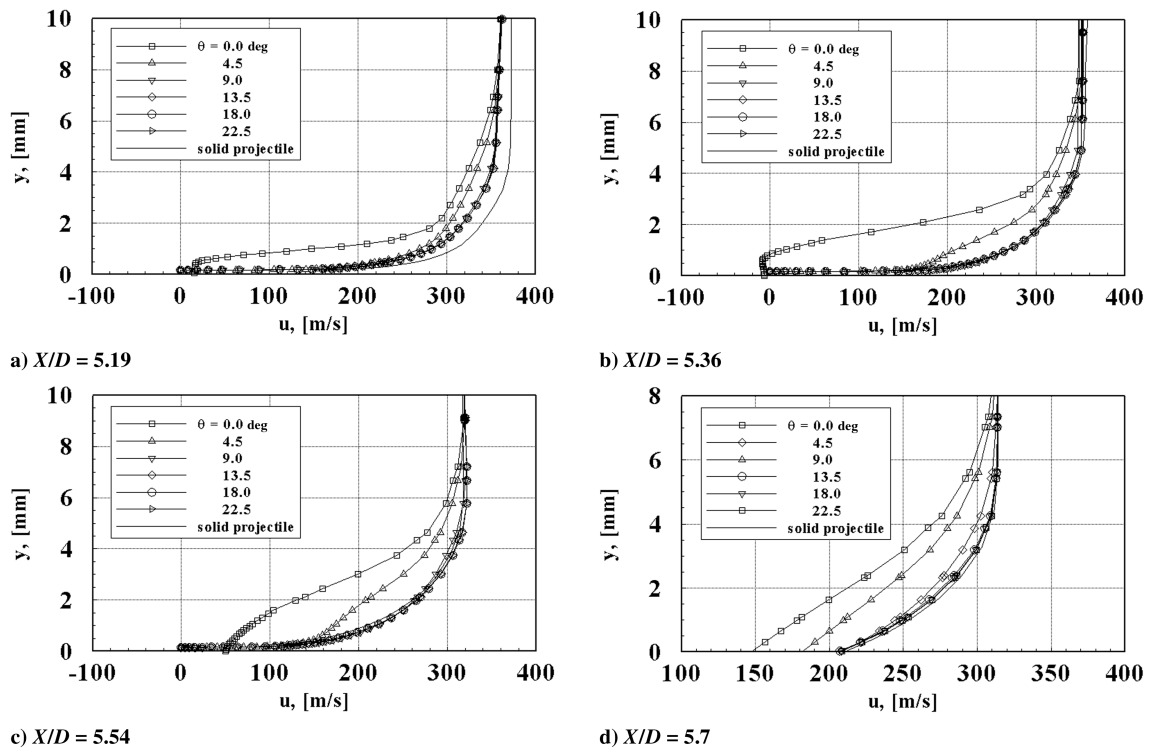 10
8
6
4
2
0
y, [mm]
-100 0 100 200 300 400
u, [m/s]
θ = 0.0 deg
4.5
9.0
13.5
18.0
22.5
solid projectile
a) X/D = 5.19
10
8
6
4
2
0
y, [mm]
-100 0 100 200 300 400
u, [m/s]
θ = 0.0 deg
4.5
9.0
13.5
18.0
22.5
solid projectile
b) X/D = 5.36
10
8
6
4
2
0
y, [mm]
-100 0 100 200 300 400
u, [m/s]
θ = 0.0 deg
4.5
9.0
13.5
18.0
22.5
solid projectile
c) X/D = 5.54
8
6
4
2
0
y, [mm]
100 150 200 250 300 350 400
u, [m/s]
θ = 0.0 deg
4.5
9.0
13.5
18.0
22.5
solid projectile
d) X/D = 5.7